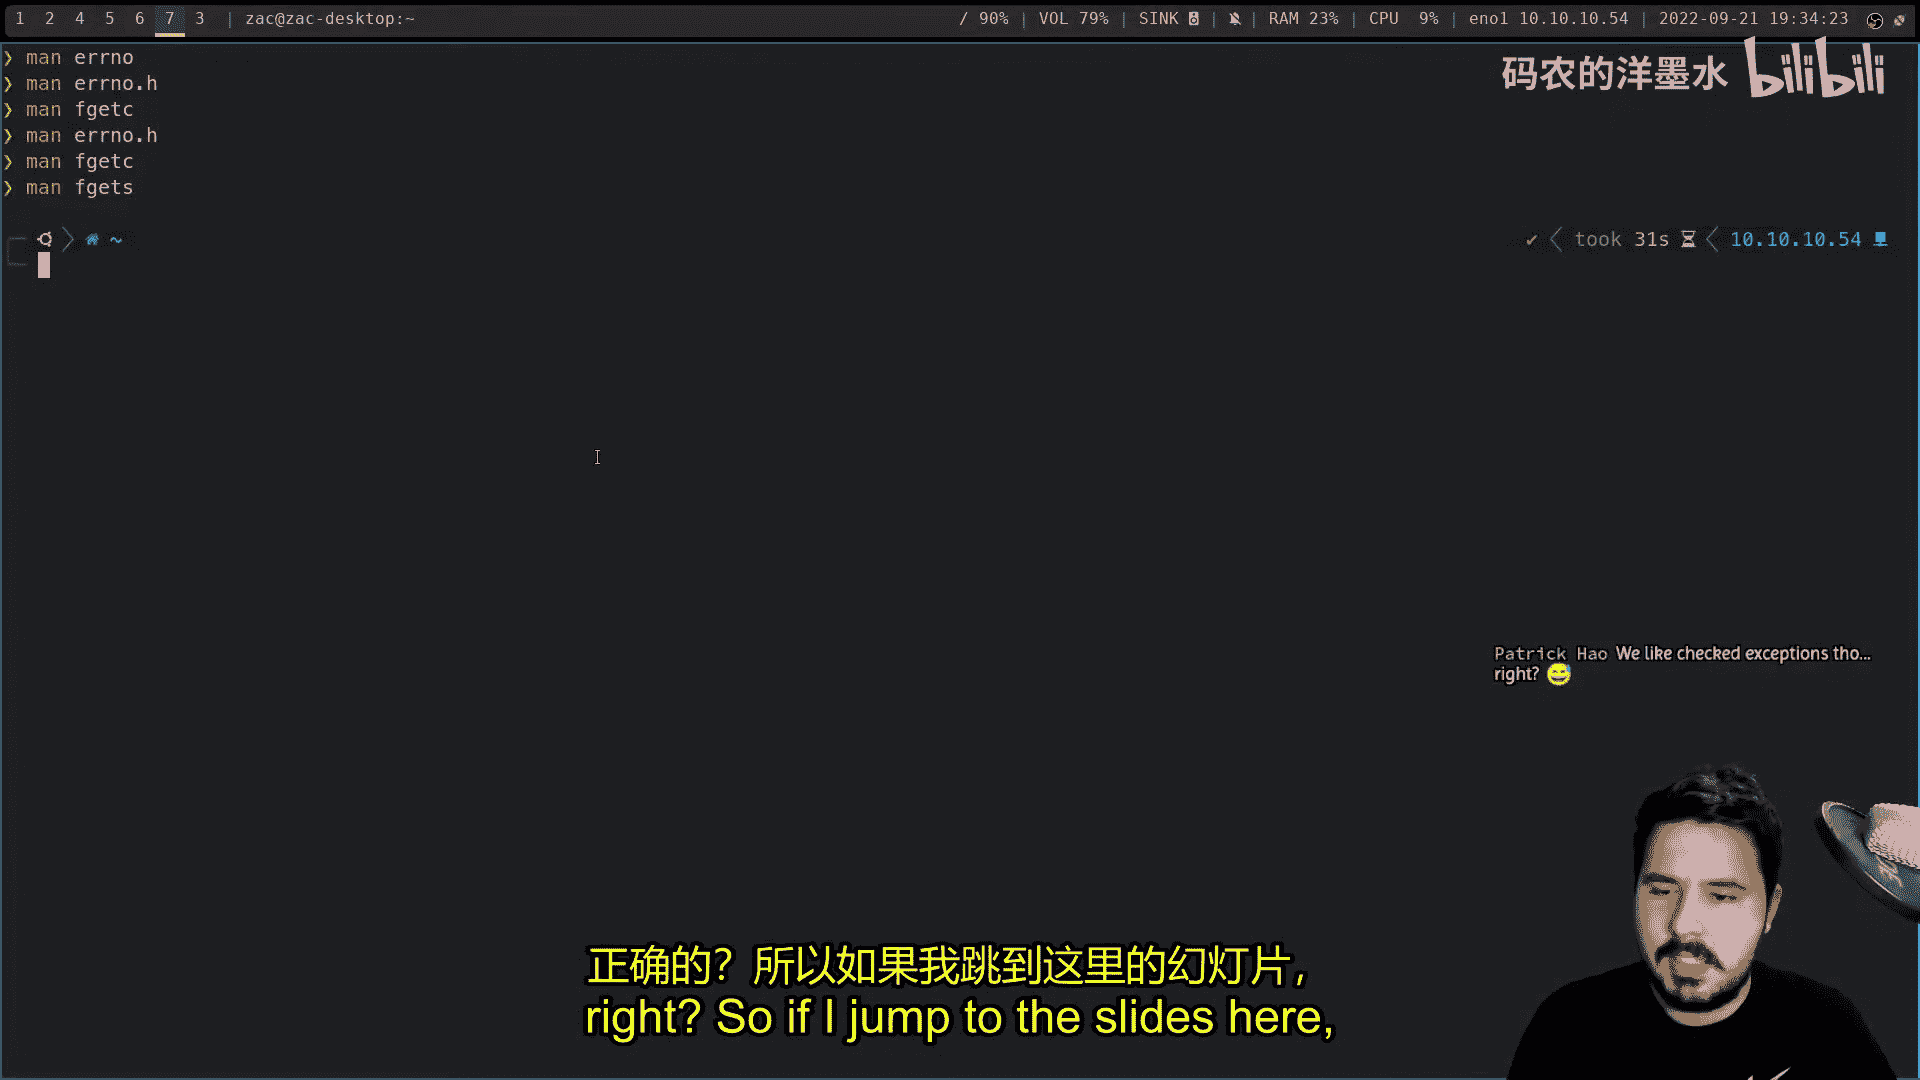 1 2 4 5 6 7 3 | zac@zac-desktop:~ / 90% | VOL 79% | SINK | | RAM 23% | CPU 9% | eno1 10.10.10.54 | 2022-09-21 19:34:23
码农的洋墨水 bilibili
❯ man errno
❯ man errno.h
❯ man fgetc
❯ man errno.h
❯ man fgetc
❯ man fgets
~ ✔ took 31s 10.10.10.54
Patrick Hao We like checked exceptions tho...
right? 😅
正确的？所以如果我跳到这里的幻灯片，
right? So if I jump to the slides here,